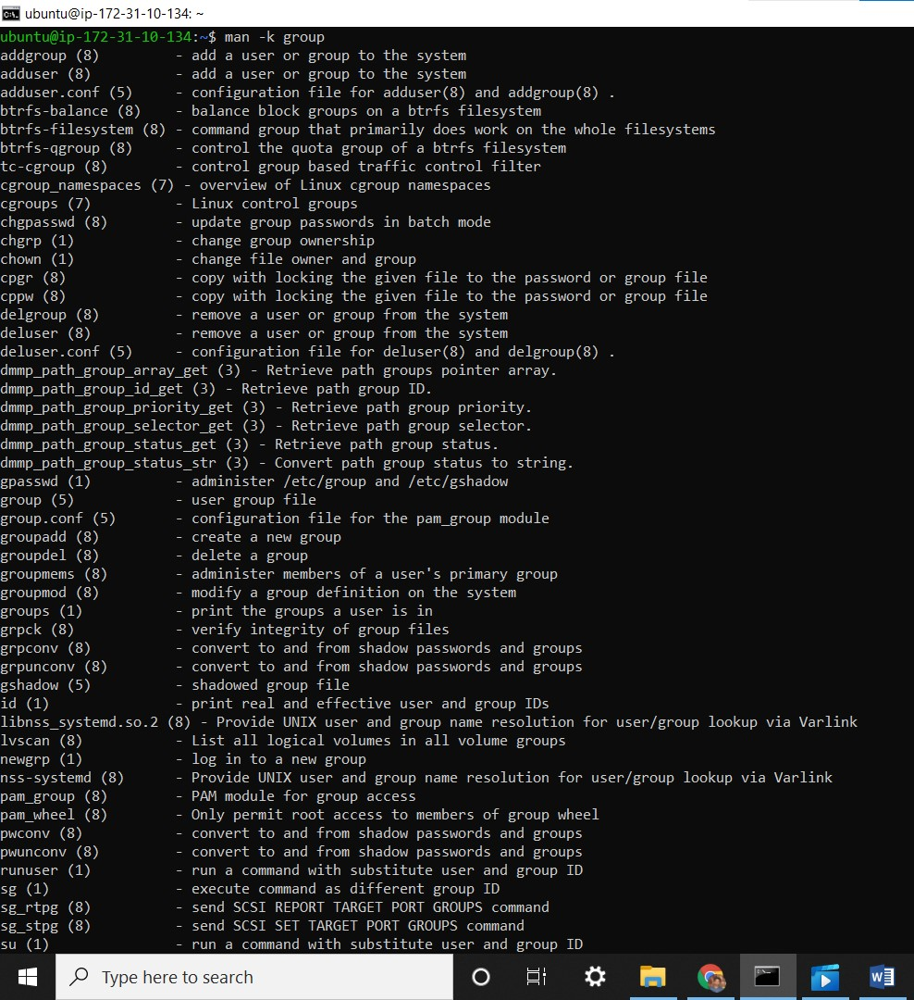 ubuntu@ip-172-31-10-134: ~
ubuntu@ip-172-31-10-134:~$ man -k group
addgroup (8)         - add a user or group to the system
adduser (8)          - add a user or group to the system
adduser.conf (5)     - configuration file for adduser(8) and addgroup(8) .
btrfs-balance (8)    - balance block groups on a btrfs filesystem
btrfs-filesystem (8) - command group that primarily does work on the whole filesystems
btrfs-qgroup (8)     - control the quota group of a btrfs filesystem
tc-cgroup (8)        - control group based traffic control filter
cgroup_namespaces (7) - overview of Linux cgroup namespaces
cgroups (7)          - Linux control groups
chgpasswd (8)        - update group passwords in batch mode
chgrp (1)            - change group ownership
chown (1)            - change file owner and group
cpgr (8)             - copy with locking the given file to the password or group file
cppw (8)             - copy with locking the given file to the password or group file
delgroup (8)         - remove a user or group from the system
deluser (8)          - remove a user or group from the system
deluser.conf (5)     - configuration file for deluser(8) and delgroup(8) .
dmmp_path_group_array_get (3) - Retrieve path groups pointer array.
dmmp_path_group_id_get (3) - Retrieve path group ID.
dmmp_path_group_priority_get (3) - Retrieve path group priority.
dmmp_path_group_selector_get (3) - Retrieve path group selector.
dmmp_path_group_status_get (3) - Retrieve path group status.
dmmp_path_group_status_str (3) - Convert path group status to string.
gpasswd (1)          - administer /etc/group and /etc/gshadow
group (5)            - user group file
group.conf (5)       - configuration file for the pam_group module
groupadd (8)         - create a new group
groupdel (8)         - delete a group
groupmems (8)        - administer members of a user's primary group
groupmod (8)         - modify a group definition on the system
groups (1)           - print the groups a user is in
grpck (8)            - verify integrity of group files
grpconv (8)          - convert to and from shadow passwords and groups
grpunconv (8)        - convert to and from shadow passwords and groups
gshadow (5)          - shadowed group file
id (1)               - print real and effective user and group IDs
libnss_systemd.so.2 (8) - Provide UNIX user and group name resolution for user/group lookup via Varlink
lvscan (8)           - List all logical volumes in all volume groups
newgrp (1)           - log in to a new group
nss-systemd (8)      - Provide UNIX user and group name resolution for user/group lookup via Varlink
pam_group (8)        - PAM module for group access
pam_wheel (8)        - Only permit root access to members of group wheel
pwconv (8)           - convert to and from shadow passwords and groups
pwunconv (8)         - convert to and from shadow passwords and groups
runuser (1)          - run a command with substitute user and group ID
sg (1)               - execute command as different group ID
sg_rtpg (8)          - send SCSI REPORT TARGET PORT GROUPS command
sg_stpg (8)          - send SCSI SET TARGET PORT GROUPS command
su (1)               - run a command with substitute user and group ID
Type here to search